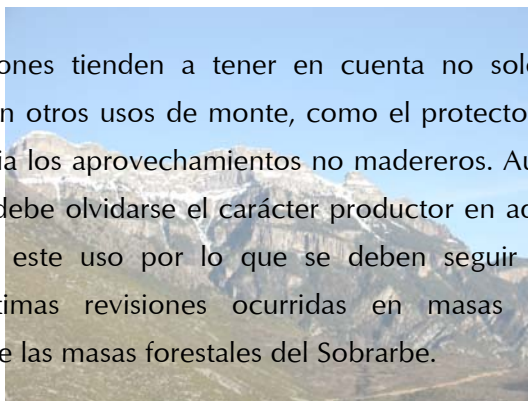 ones tienden a tener en cuenta no sol
n otros usos de monte, como el protecto
ia los aprovechamientos no madereros. Au
debe olvidarse el carácter productor en a
este uso por lo que se deben seguir
timas revisiones ocurridas en masas
e las masas forestales del Sobrarbe.